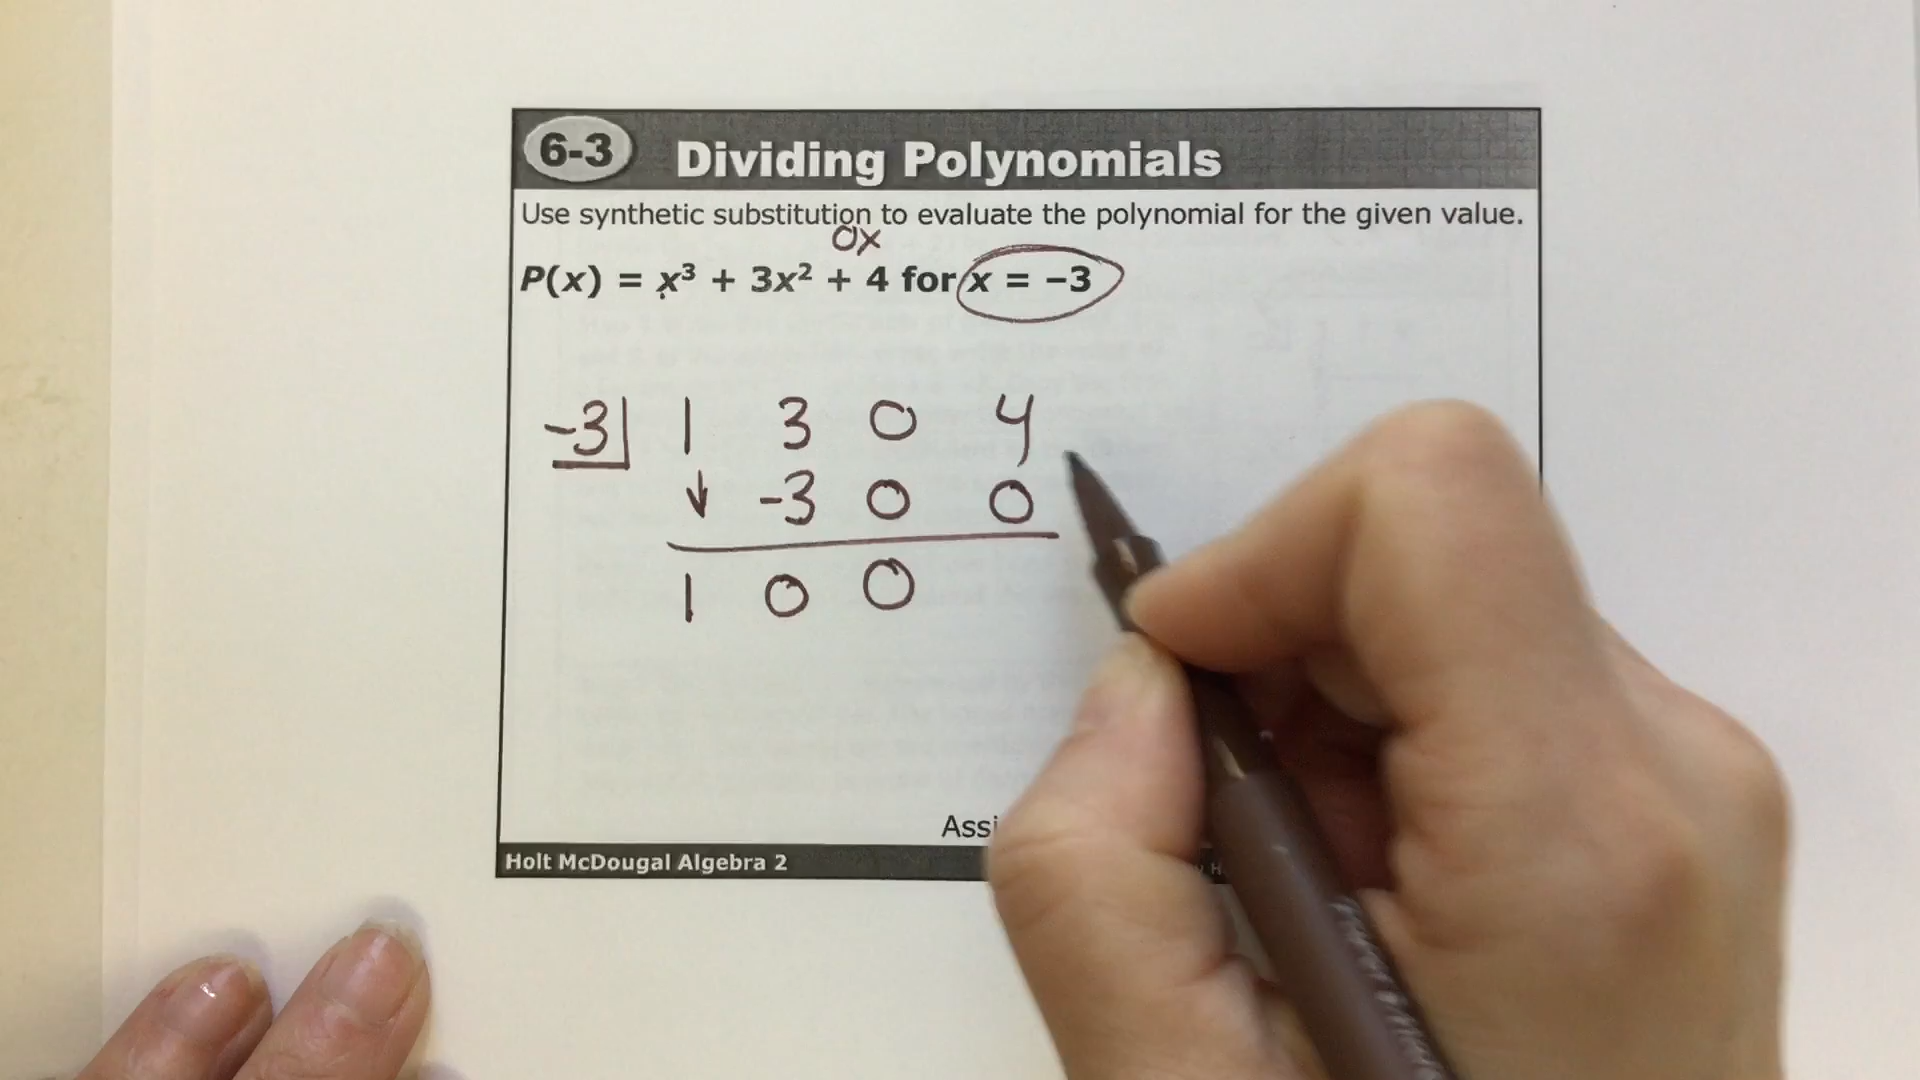 6-3 Dividing Polynomials
Use synthetic substitution to evaluate the polynomial for the given value.
0x
P(x) = x³ + 3x² + 4 for x = −3
-3 1 3 0 4
↓ -3 0 0
1 0 0
Holt McDougal Algebra 2